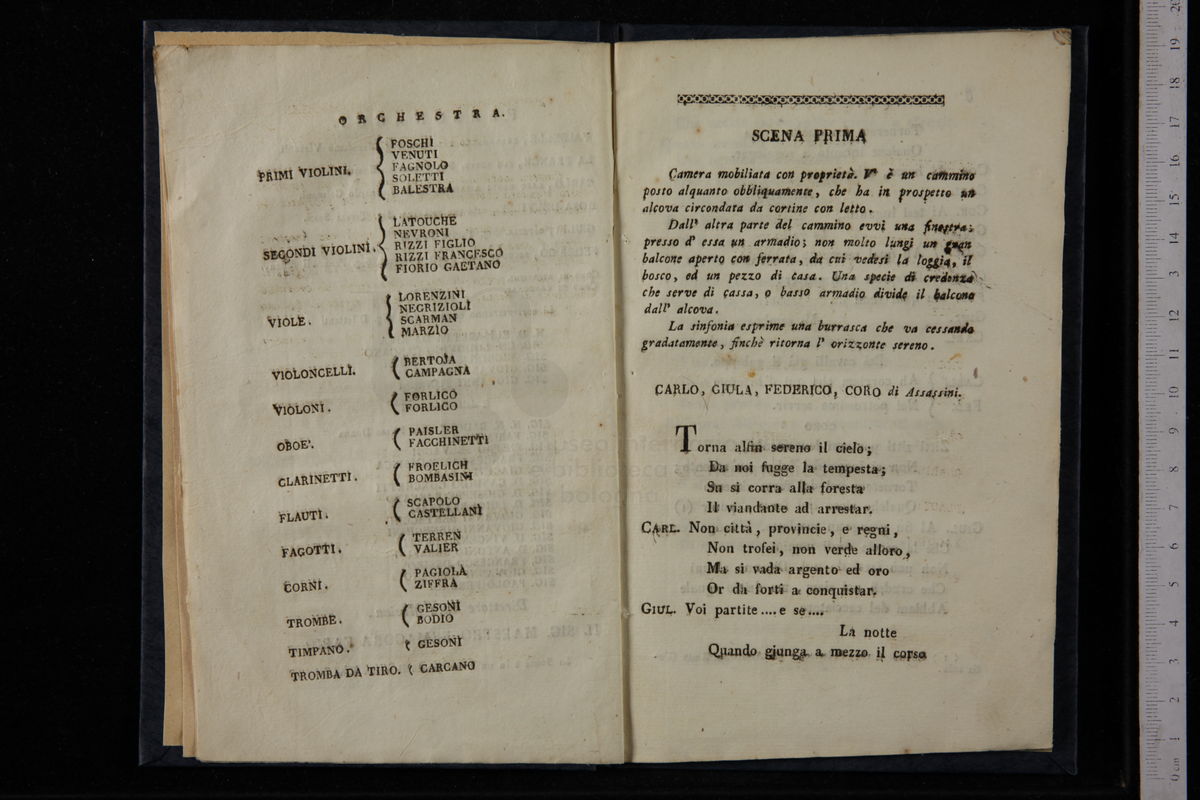 ORCHESTRA.
PRIMI VIOLINI.
FOSCHI
VENUTI
FAGNOLO
SOLETTI
BALESTRA
SECONDI VIOLINI.
LATOUCHE
NEVRONI
RIZZI FIGLIO
RIZZI FRANCESCO
FIORIO GAETANO
VIOLE.
LORENZINI
NEGRIZIOLI
SCARMAN
MARZIO
VIOLONCELLI.
BERTOJA
CAMPAGNA
VIOLONI.
FORLICO
FORLICO
OBOE'.
PAISLER
FACCHINETTI
CLARINETTI.
FROELICH
BOMBASINI
FLAUTI.
SCAPOLO
CASTELLANI
FAGOTTI.
TERREN
VALIER
CORNI.
PAGIOLA
ZIFFRA
TROMBE.
GESONI
BODIO
TIMPANO.
GESONI
TROMBA DA TIRO. CARCANO
SCENA PRIMA
Camera mobiliata con proprietà. V' è un cammino
posto alquanto obbliquamente, che ha in prospetto un
alcova circondata da cortine con letto.
Dall' altra parte del cammino evvi una finestra;
presso d' essa un armadio; non molto lungi un gran
balcone aperto con ferrata, da cui vedesi la loggia, il
bosco, ed un pezzo di casa. Una specie di credenza
che serve di cassa, o basso armadio divide il balcone
dall' alcova.
La sinfonia esprime una burrasca che va cessando
gradatamente, finchè ritorna l' orizzonte sereno.
CARLO, GIULA, FEDERICO, CORO di Assassini.
Torna alfin sereno il cielo;
Da noi fugge la tempesta;
Su si corra alla foresta
Il viandante ad arrestar.
CARL. Non città, provincie, e regni,
Non trofei, non verde alloro,
Ma si vada argento ed oro
Or da forti a conquistar.
GIUL. Voi partite.... e se....
La notte
Quando giunga a mezzo il corso